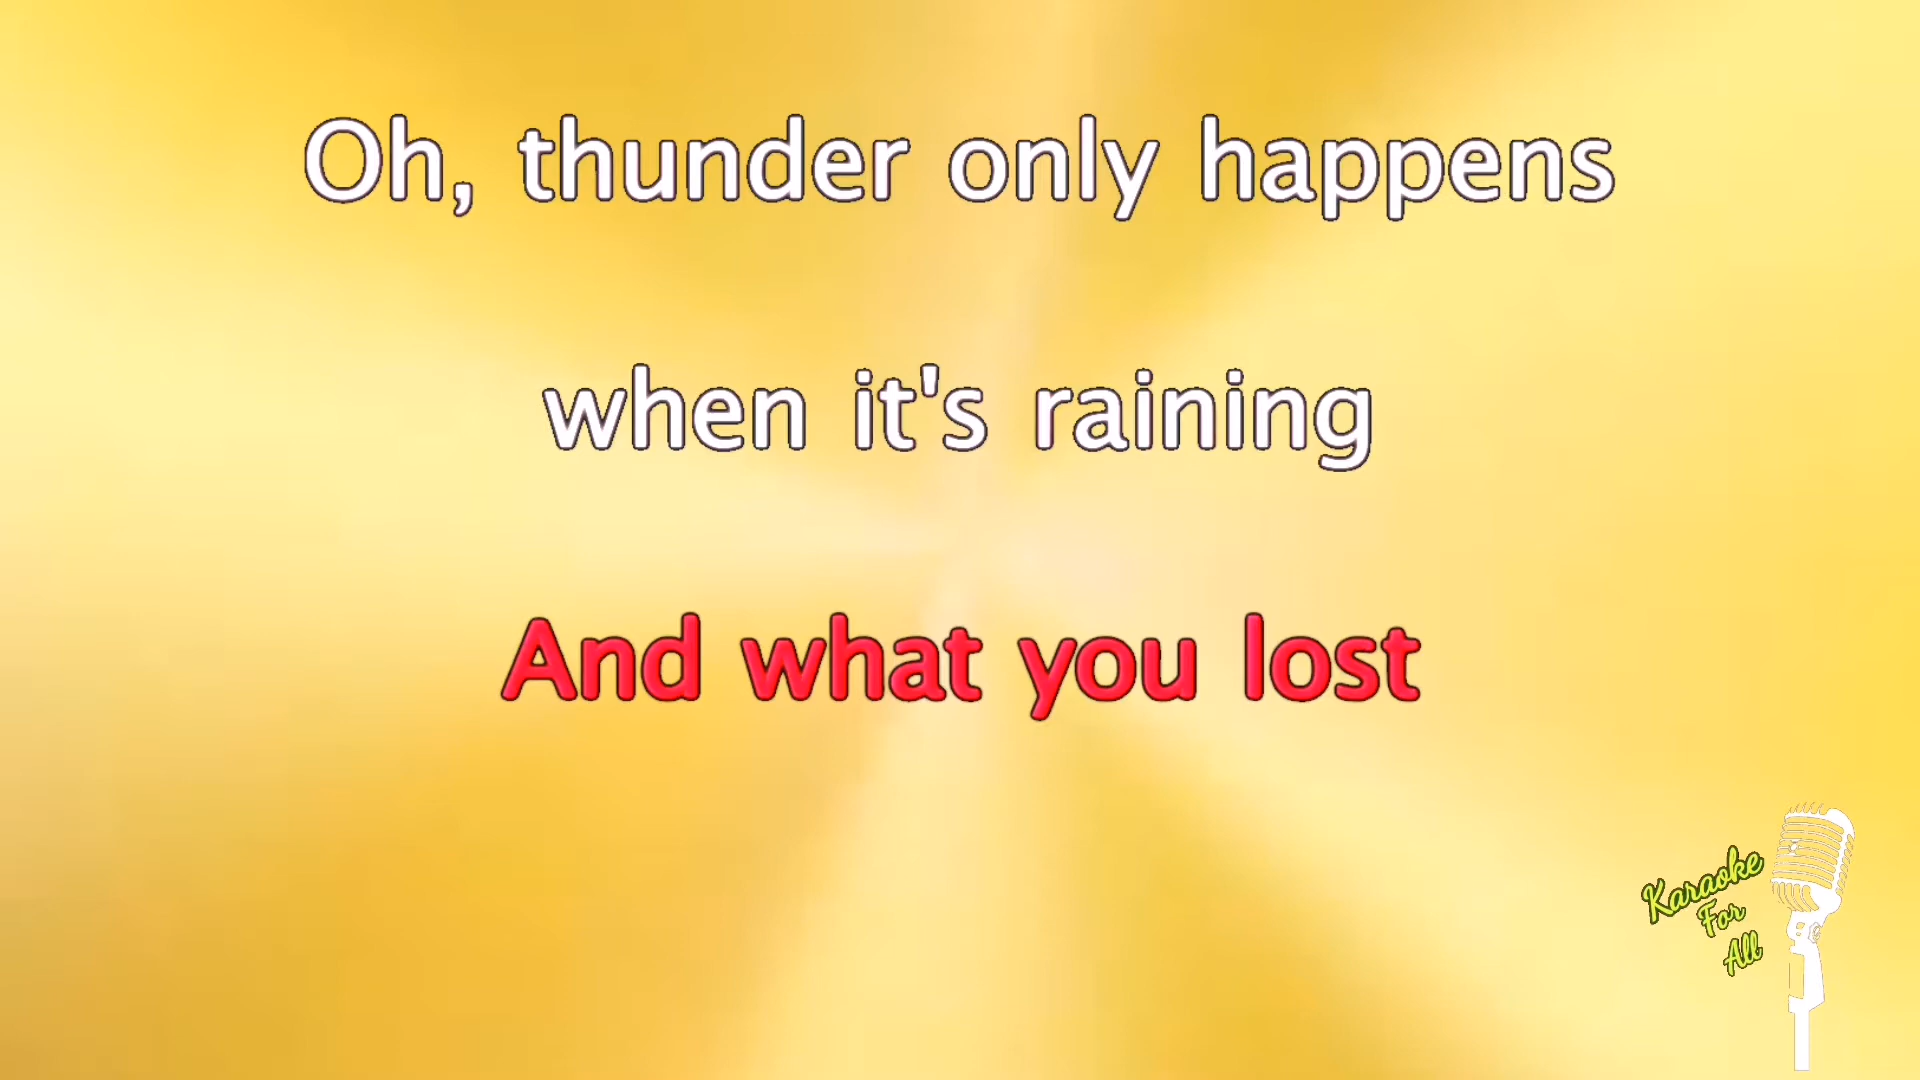 Oh, thunder only happens
when it's raining
And what you lost
Karaoke
For
All